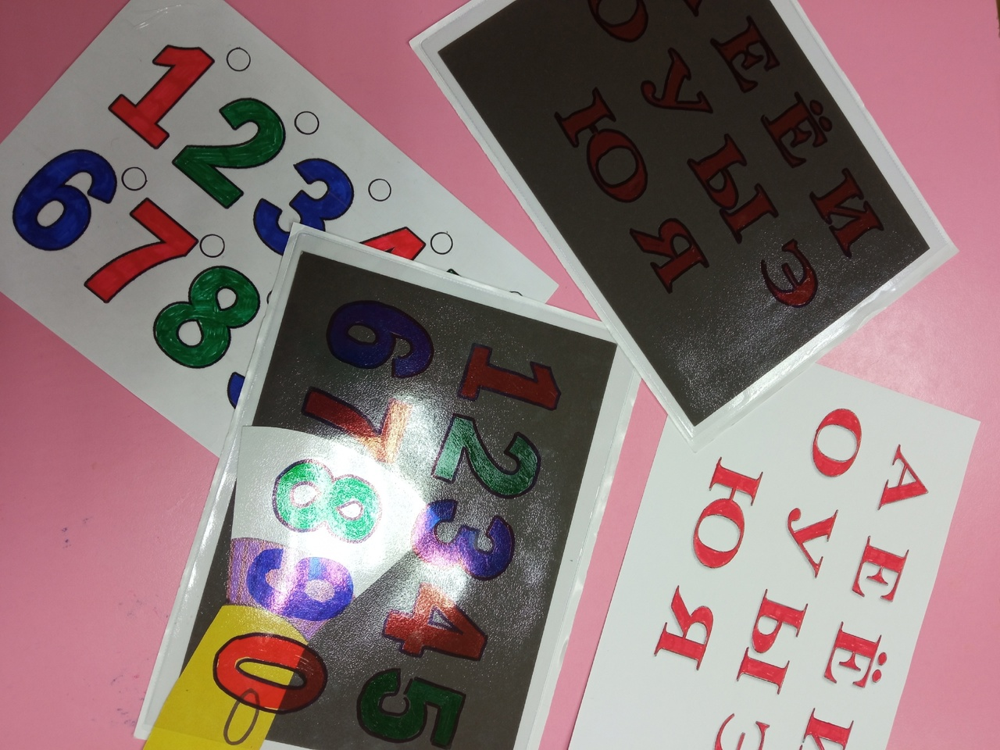 1 2 3
6 7 8
Е Ё И
О У Ы Э
Ю Я
1 2 3 4 5
6 7 8 9 0
А Е Ё И
О У Ы Э
Ю Я